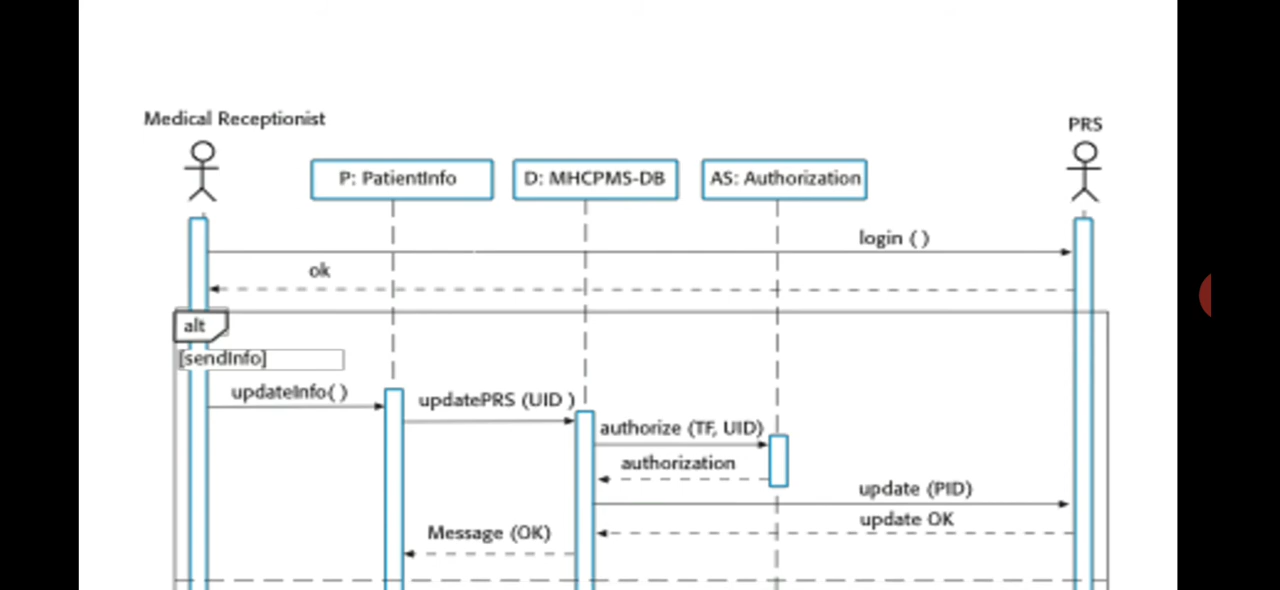 Medical Receptionist
PRS
P: PatientInfo
D: MHCPMS-DB
AS: Authorization
login ( )
ok
alt
[sendInfo]
updateInfo( )
updatePRS (UID )
authorize (TF, UID)
authorization
update (PID)
update OK
Message (OK)